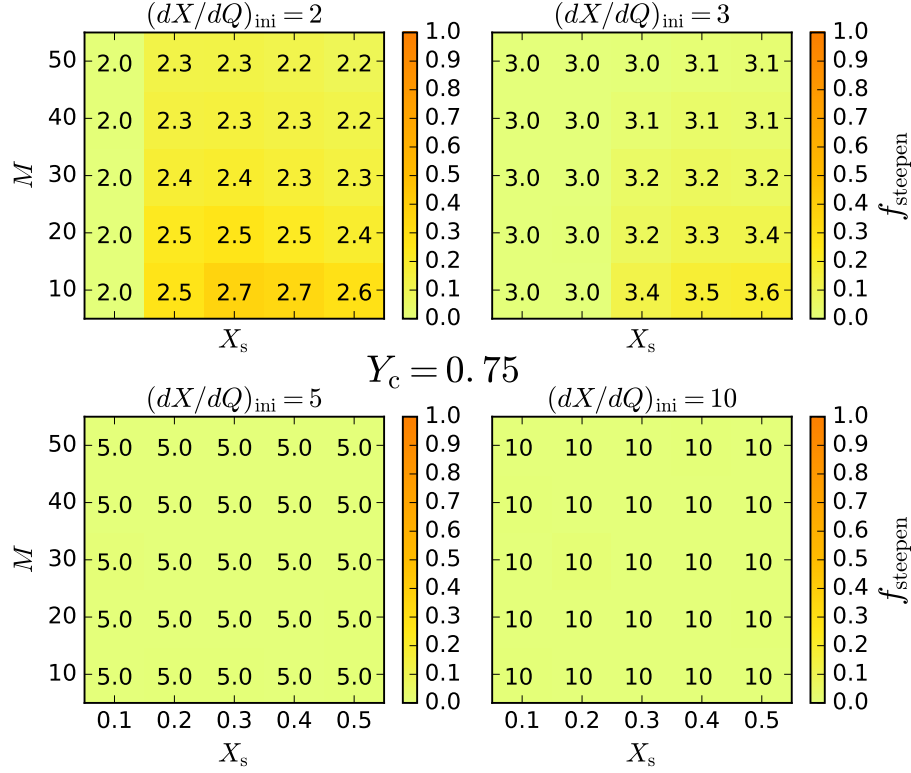 (dX/dQ)ini = 2
(dX/dQ)ini = 3
M
50 2.0 2.3 2.3 2.2 2.2
40 2.0 2.3 2.3 2.3 2.2
30 2.0 2.4 2.4 2.3 2.3
20 2.0 2.5 2.5 2.5 2.4
10 2.0 2.5 2.7 2.7 2.6
Xs
1.0
0.9
0.8
0.7
0.6
0.5
0.4
0.3
0.2
0.1
0.0
3.0 3.0 3.0 3.1 3.1
3.0 3.0 3.1 3.1 3.1
3.0 3.0 3.2 3.2 3.2
3.0 3.0 3.2 3.3 3.4
3.0 3.0 3.4 3.5 3.6
Xs
1.0
0.9
0.8
0.7
0.6
0.5
0.4
0.3
0.2
0.1
0.0
fsteepen
Yc = 0.75
(dX/dQ)ini = 5
(dX/dQ)ini = 10
M
50 5.0 5.0 5.0 5.0 5.0
40 5.0 5.0 5.0 5.0 5.0
30 5.0 5.0 5.0 5.0 5.0
20 5.0 5.0 5.0 5.0 5.0
10 5.0 5.0 5.0 5.0 5.0
0.1 0.2 0.3 0.4 0.5
Xs
1.0
0.9
0.8
0.7
0.6
0.5
0.4
0.3
0.2
0.1
0.0
10 10 10 10 10
10 10 10 10 10
10 10 10 10 10
10 10 10 10 10
10 10 10 10 10
0.1 0.2 0.3 0.4 0.5
Xs
1.0
0.9
0.8
0.7
0.6
0.5
0.4
0.3
0.2
0.1
0.0
fsteepen